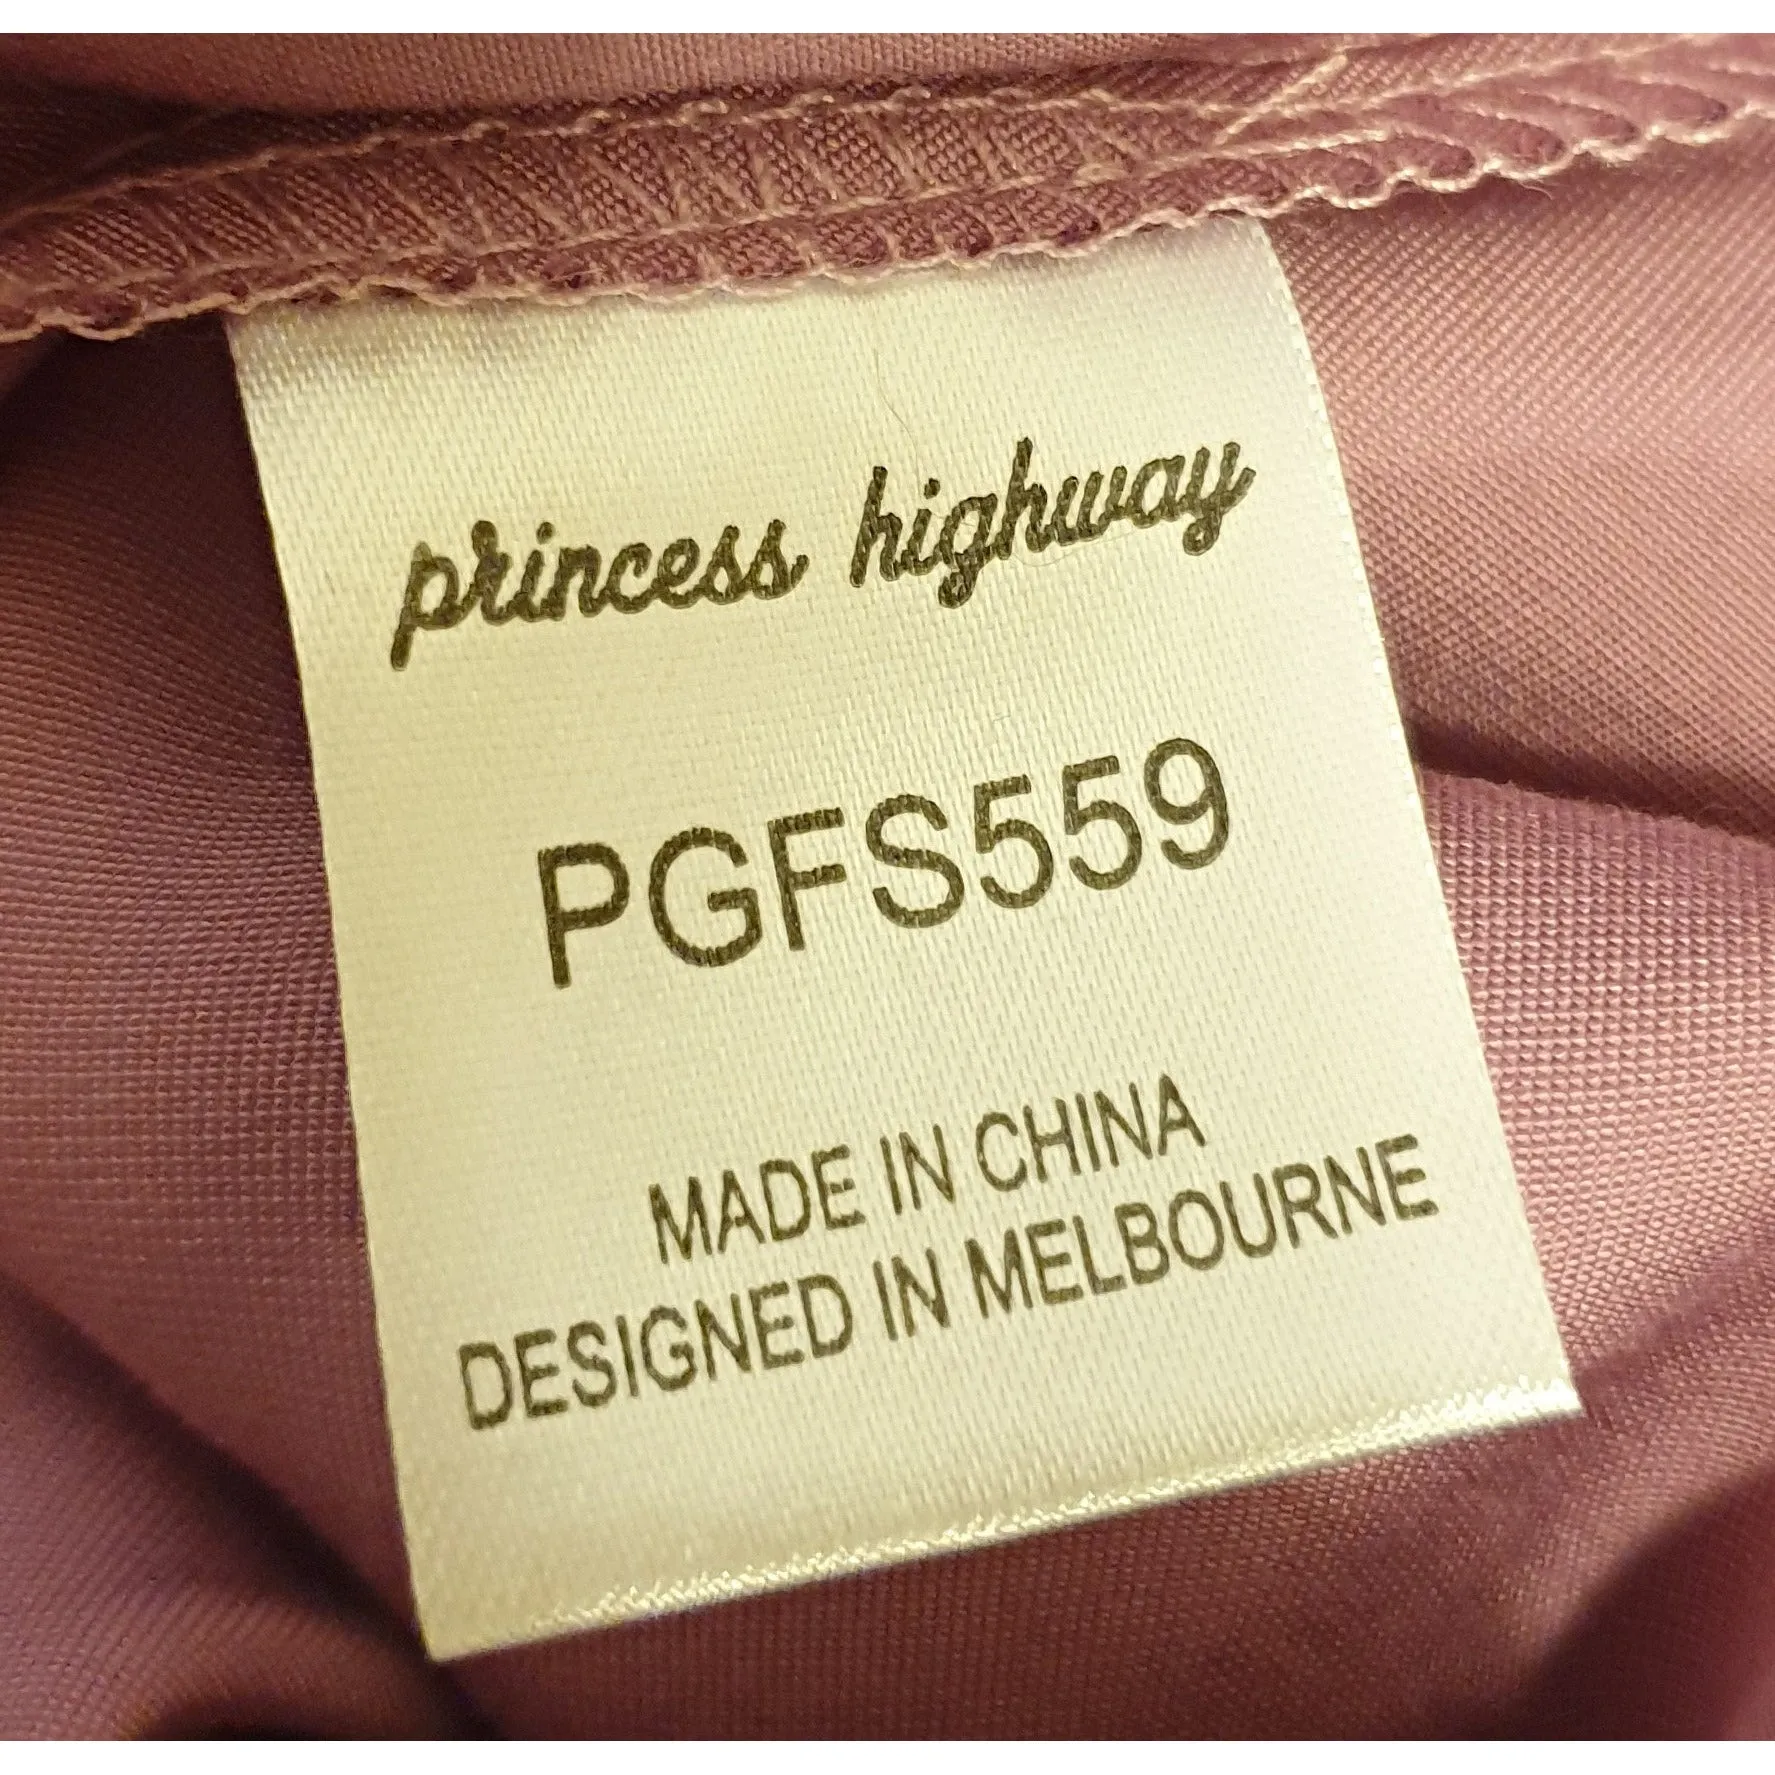 princess highway
PGFS559
MADE IN CHINA
DESIGNED IN MELBOURNE